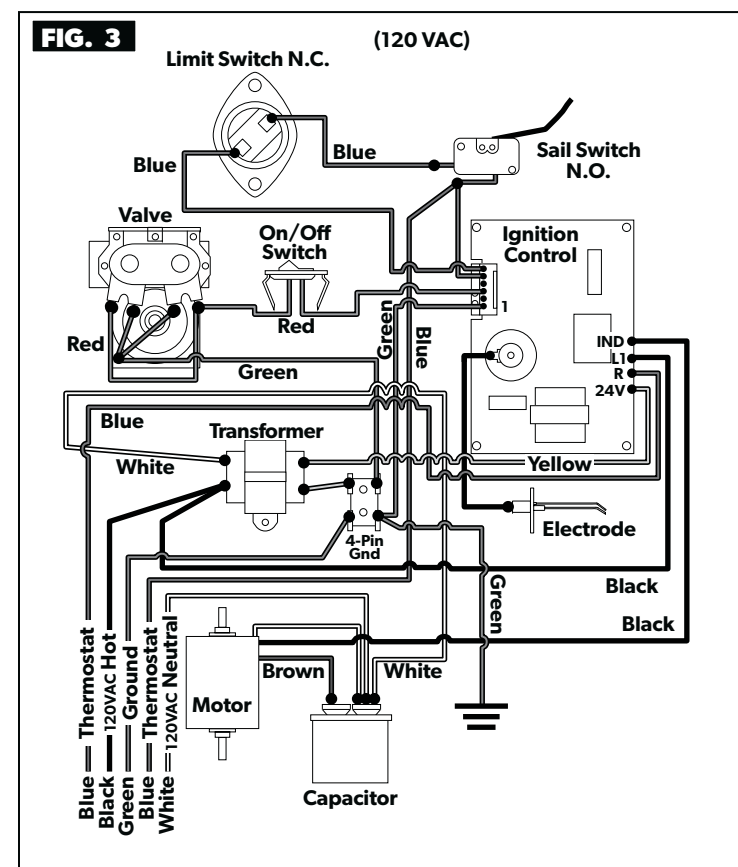 FIG. 3
(120 VAC)
Limit Switch N.C.
Blue
Blue
Sail Switch
N.O.
Valve
On/Off
Switch
Ignition
Control
1
Red
Red
Green
Blue
Green
IND
L1
R
24V
Blue
White
Transformer
Yellow
4-Pin
Gnd
Electrode
Black
Green
Black
Brown
White
Motor
Capacitor
Blue Thermostat
Black 120VAC Hot
Green Ground
Blue Thermostat
White 120VAC Neutral